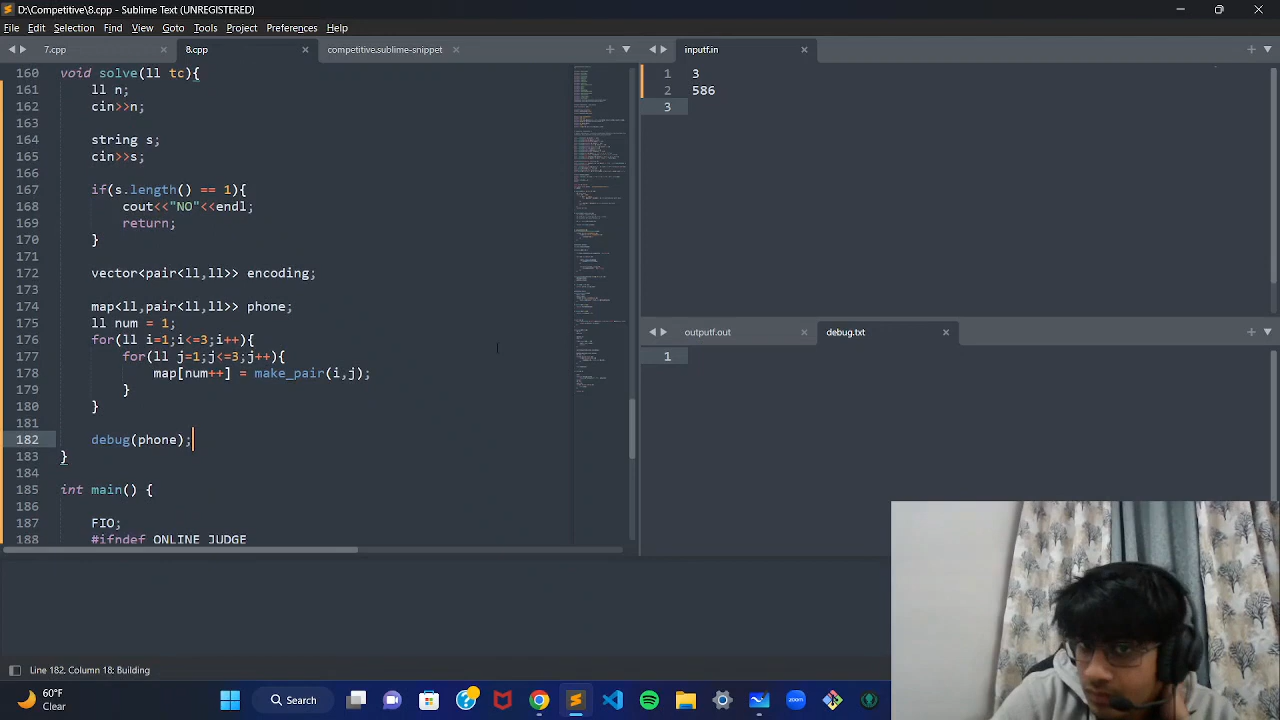 D:\Competitive\8.cpp - Sublime Text (UNREGISTERED)
File Edit Selection Find View Goto Tools Project Preferences Help
7.cpp 8.cpp competitive.sublime-snippet
inputf.in
160 void solve(ll tc){
161 ll n;
162 cin>>n;
163
164 string s;
165 cin>>s;
166
167 if(s.length() == 1){
168 cout<<"NO"<<endl;
169 return;
170 }
171
172 vector<pair<ll,ll>> encoding;
173
174 map<ll,pair<ll,ll>> phone;
175 ll num = 1;
176 for(ll i=1;i<=3;i++){
177 for(ll j=1;j<=3;j++){
178 map[num++] = make_pair(i,j);
179 }
180 }
181
182 debug(phone);
183 }
184
185 int main() {
186
187 FIO;
188 #ifndef ONLINE_JUDGE
1 3
2 586
3
outputf.out debug.txt
1
Line 182, Column 18; Building
60°F
Clear
Search
zoom